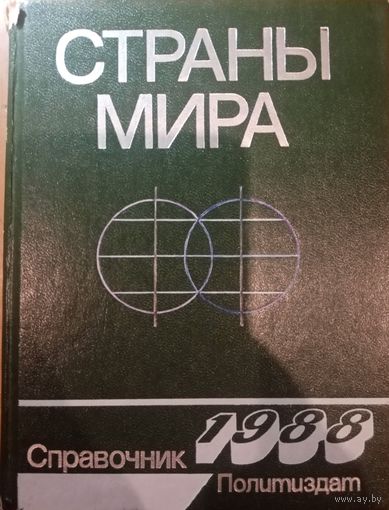 СТРАНЫ
МИРА
1988
Справочник
Политиздат
www.ay.by